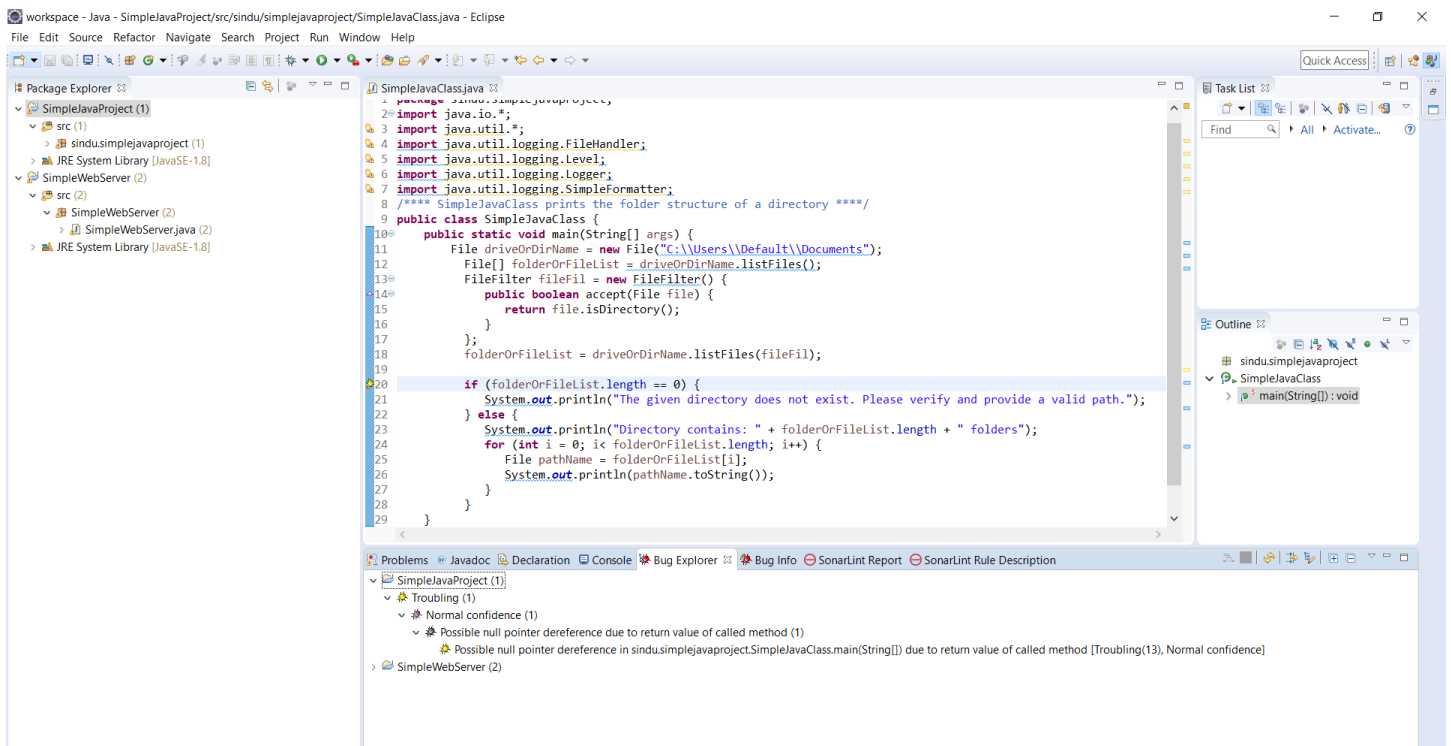 workspace - Java - SimpleJavaProject/src/sindu/simplejavaproject/SimpleJavaClass.java - Eclipse
File Edit Source Refactor Navigate Search Project Run Window Help
Quick Access
Package Explorer
SimpleJavaProject (1)
src (1)
sindu.simplejavaproject (1)
JRE System Library [JavaSE-1.8]
SimpleWebServer (2)
src (2)
SimpleWebServer (2)
SimpleWebServer.java (2)
JRE System Library [JavaSE-1.8]
SimpleJavaClass.java
1 package sindu.simplejavaproject;
2 import java.io.*;
3 import java.util.*;
4 import java.util.logging.FileHandler;
5 import java.util.logging.Level;
6 import java.util.logging.Logger;
7 import java.util.logging.SimpleFormatter;
8 /**** SimpleJavaClass prints the folder structure of a directory ****/
9 public class SimpleJavaClass {
10 public static void main(String[] args) {
11 File driveOrDirName = new File("C:\\Users\\Default\\Documents");
12 File[] folderOrFileList = driveOrDirName.listFiles();
13 FileFilter fileFil = new FileFilter() {
14 public boolean accept(File file) {
15 return file.isDirectory();
16 }
17 };
18 folderOrFileList = driveOrDirName.listFiles(fileFil);
19
20 if (folderOrFileList.length == 0) {
21 System.out.println("The given directory does not exist. Please verify and provide a valid path.");
22 } else {
23 System.out.println("Directory contains: " + folderOrFileList.length + " folders");
24 for (int i = 0; i< folderOrFileList.length; i++) {
25 File pathName = folderOrFileList[i];
26 System.out.println(pathName.toString());
27 }
28 }
29 }
Task List
Find All Activate...
Outline
sindu.simplejavaproject
SimpleJavaClass
main(String[]) : void
Problems Javadoc Declaration Console Bug Explorer Bug Info SonarLint Report SonarLint Rule Description
SimpleJavaProject (1)
Troubling (1)
Normal confidence (1)
Possible null pointer dereference due to return value of called method (1)
Possible null pointer dereference in sindu.simplejavaproject.SimpleJavaClass.main(String[]) due to return value of called method [Troubling(13), Normal confidence]
SimpleWebServer (2)